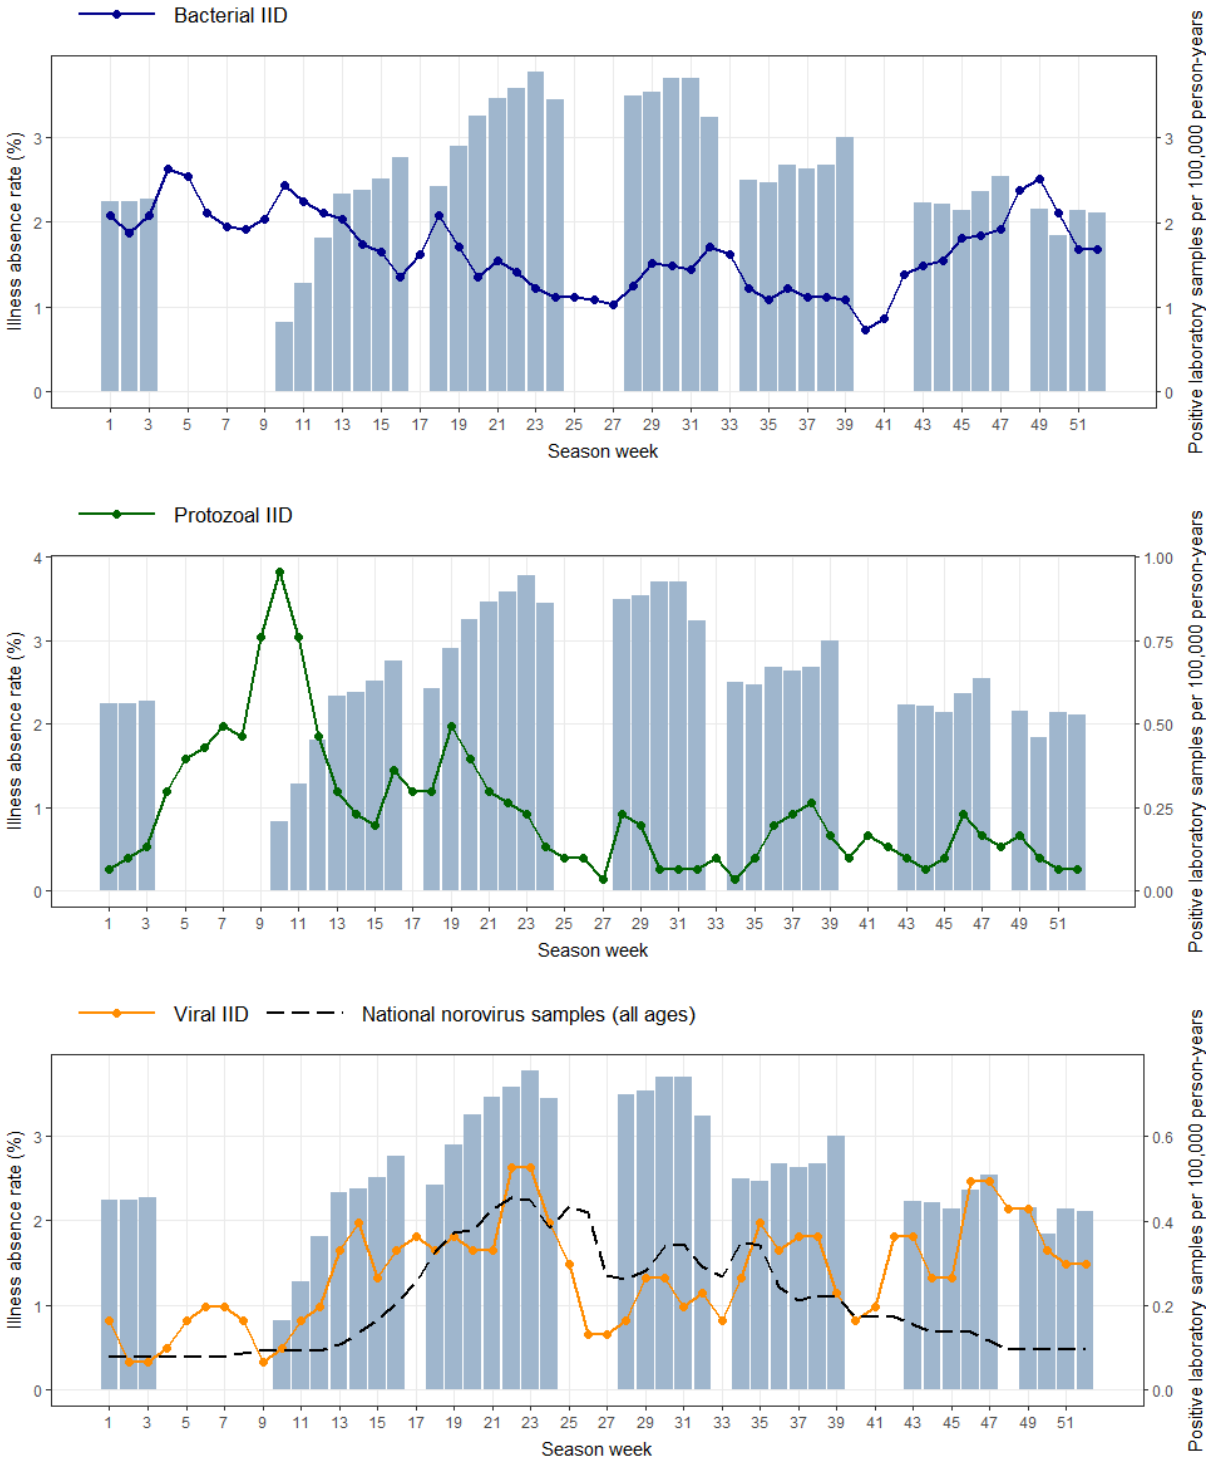 Bacterial IID
Illness absence rate (%)
3
2
1
0
3
2
1
0
Positive laboratory samples per 100,000 person-years
1 3 5 7 9 11 13 15 17 19 21 23 25 27 29 31 33 35 37 39 41 43 45 47 49 51
Season week
Protozoal IID
Illness absence rate (%)
4
3
2
1
0
1.00
0.75
0.50
0.25
0.00
Positive laboratory samples per 100,000 person-years
1 3 5 7 9 11 13 15 17 19 21 23 25 27 29 31 33 35 37 39 41 43 45 47 49 51
Season week
Viral IID National norovirus samples (all ages)
Illness absence rate (%)
3
2
1
0
0.6
0.4
0.2
0.0
Positive laboratory samples per 100,000 person-years
1 3 5 7 9 11 13 15 17 19 21 23 25 27 29 31 33 35 37 39 41 43 45 47 49 51
Season week